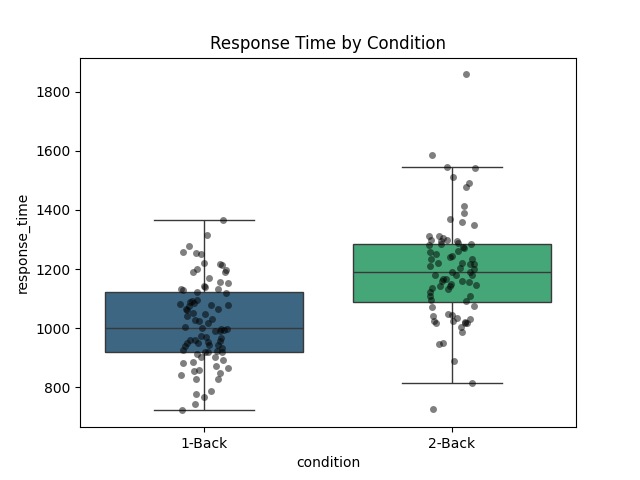 Response Time by Condition
response_time
1800
1600
1400
1200
1000
800
1-Back
2-Back
condition